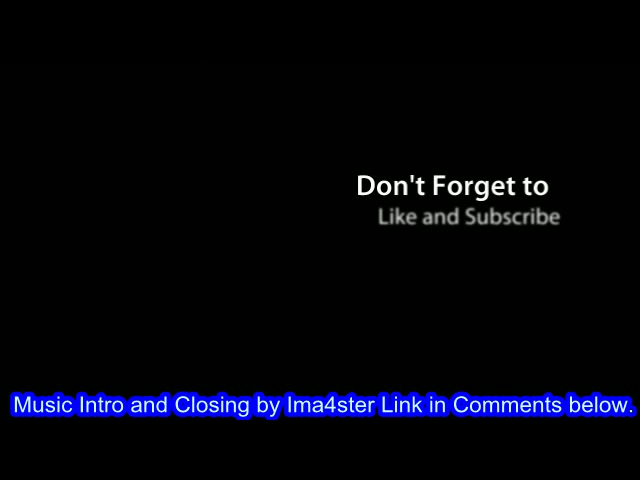 Don't Forget to
Like and Subscribe
Music Intro and Closing by Ima4ster Link in Comments below.